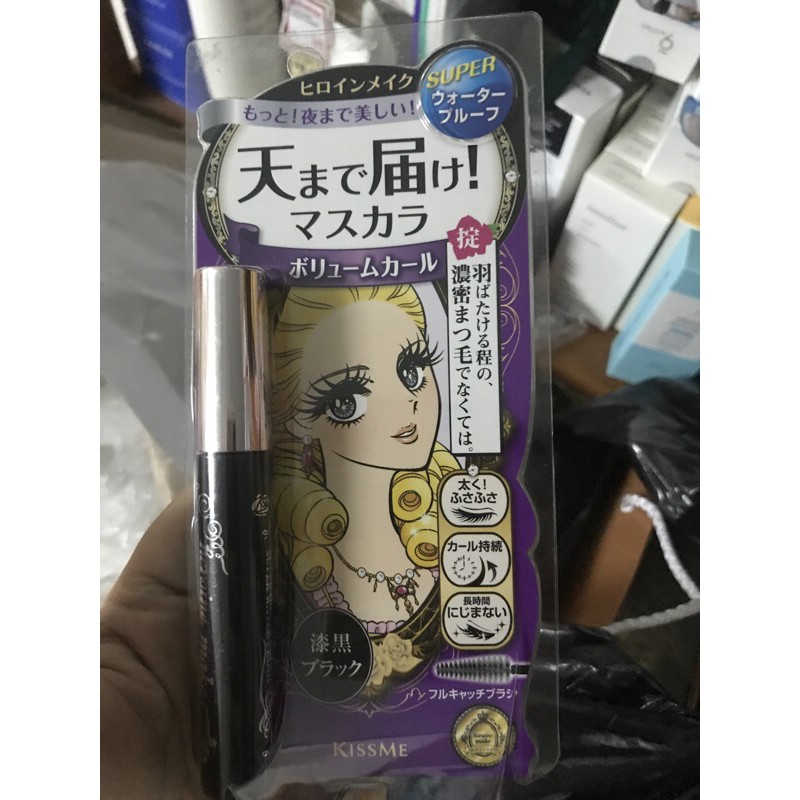 ヒロインメイク
もっと!夜まで美しい!
SUPER
ウォーター
プルーフ
天まで届け!
マスカラ
ボリュームカール
掟
羽ばたける程の、
濃密まつ毛でなくては。
太く!
ふさふさ
カール持続
長時間
にじまない
漆黒
ブラック
フルキャッチブラシ
KISSME